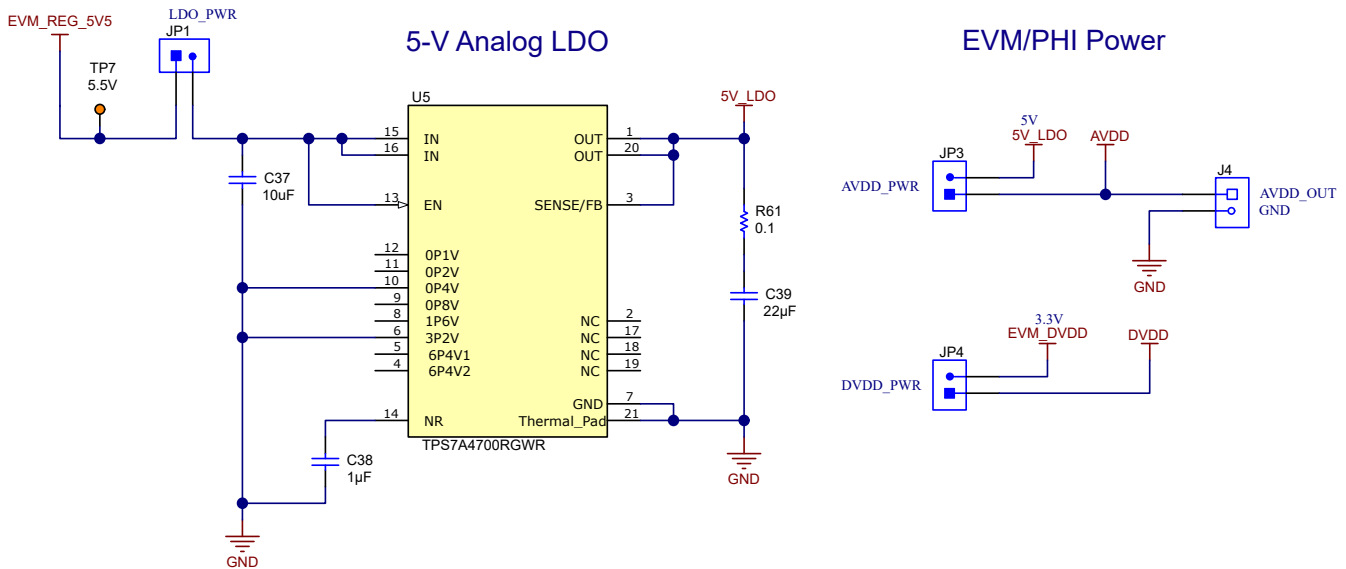 EVM_REG_5V5
LDO_PWR
JP1
TP7
5.5V
5-V Analog LDO
EVM/PHI Power
U5
15 IN
16 IN
13 EN
12 0P1V
11 0P2V
10 0P4V
9 0P8V
8 1P6V
6 3P2V
5 6P4V1
4 6P4V2
14 NR
OUT 1
OUT 20
SENSE/FB 3
NC 2
NC 17
NC 18
NC 19
GND 7
Thermal_Pad 21
TPS7A4700RGWR
C37
10uF
C38
1µF
GND
5V_LDO
R61
0.1
C39
22µF
GND
5V
5V_LDO
AVDD
JP3
AVDD_PWR
J4
AVDD_OUT
GND
GND
3.3V
EVM_DVDD
DVDD
JP4
DVDD_PWR